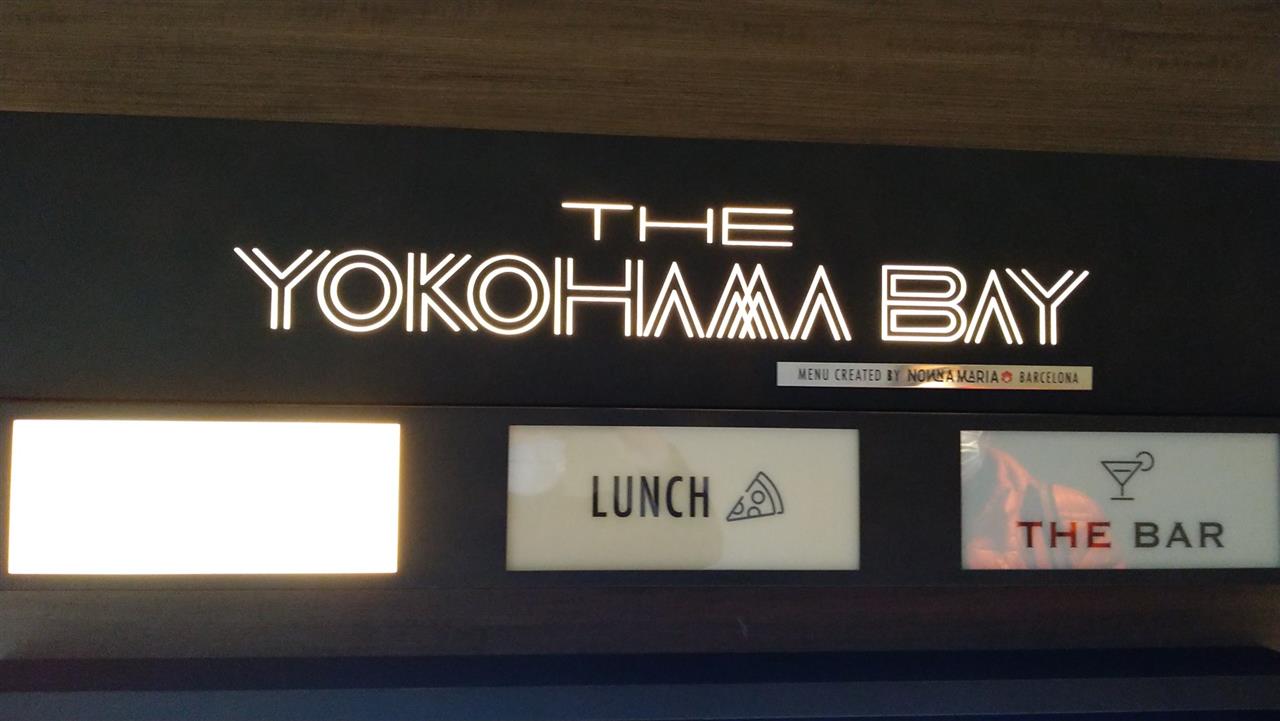 THE
YOKOHAMA BAY
MENU CREATED BY NONNA MARIA BARCELONA
LUNCH
THE BAR